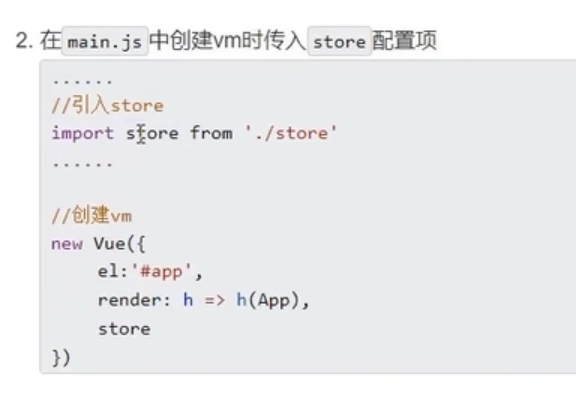 2. 在main.js中创建vm时传入store配置项
......
//引入store
import store from './store'
......
//创建vm
new Vue({
    el:'#app',
    render: h => h(App),
    store
})